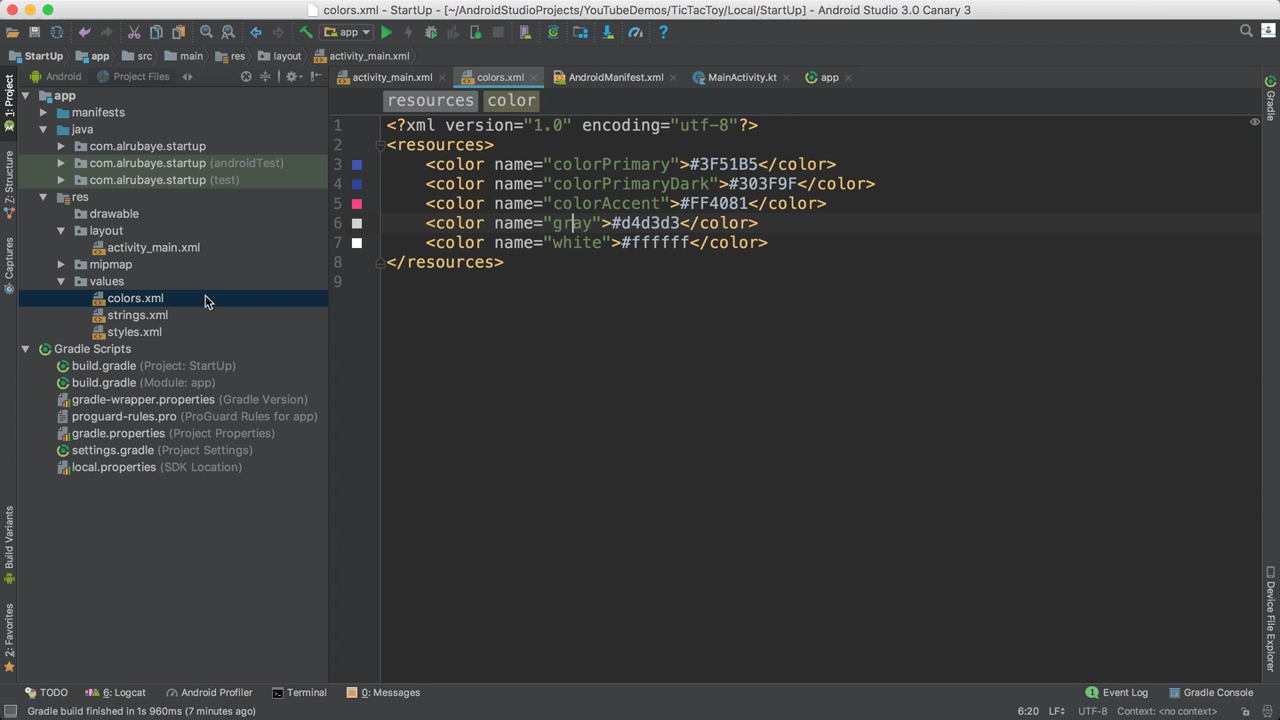 colors.xml - StartUp - [~/AndroidStudioProjects/YouTubeDemos/TicTacToy/Local/StartUp] - Android Studio 3.0 Canary 3
app
StartUp app src main res layout activity_main.xml
Android Project Files
activity_main.xml colors.xml AndroidManifest.xml MainActivity.kt app
1: Project
Z: Structure
Captures
Build Variants
2: Favorites
app
manifests
java
com.alrubaye.startup
com.alrubaye.startup (androidTest)
com.alrubaye.startup (test)
res
drawable
layout
activity_main.xml
mipmap
values
colors.xml
strings.xml
styles.xml
Gradle Scripts
build.gradle (Project: StartUp)
build.gradle (Module: app)
gradle-wrapper.properties (Gradle Version)
proguard-rules.pro (ProGuard Rules for app)
gradle.properties (Project Properties)
settings.gradle (Project Settings)
local.properties (SDK Location)
resources color
1 <?xml version="1.0" encoding="utf-8"?>
2 <resources>
3 <color name="colorPrimary">#3F51B5</color>
4 <color name="colorPrimaryDark">#303F9F</color>
5 <color name="colorAccent">#FF4081</color>
6 <color name="gray">#d4d3d3</color>
7 <color name="white">#ffffff</color>
8 </resources>
9
Gradle
Device File Explorer
TODO 6: Logcat Android Profiler Terminal 0: Messages 1 Event Log Gradle Console
Gradle build finished in 1s 960ms (7 minutes ago) 6:20 LF UTF-8 Context: <no context>